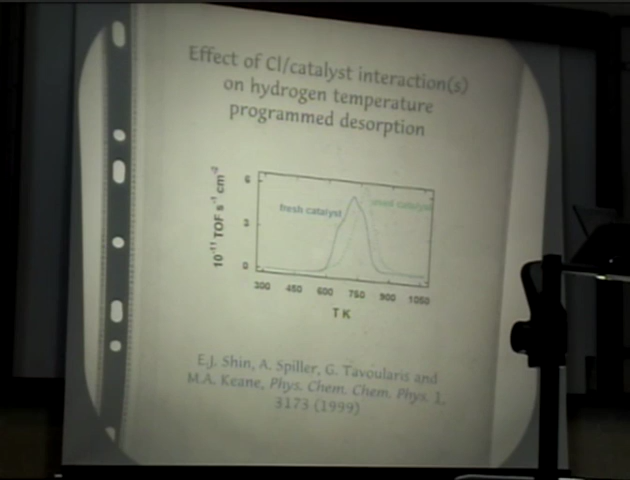 Effect of Cl/catalyst interaction(s)
on hydrogen temperature
programmed desorption
10⁻¹¹ TOF s⁻¹ cm⁻²
6
3
0
fresh catalyst
used catalyst
300 450 600 750 900 1050
T K
E.J. Shin, A. Spiller, G. Tavoularis and
M.A. Keane, Phys. Chem. Chem. Phys. 1,
3173 (1999)